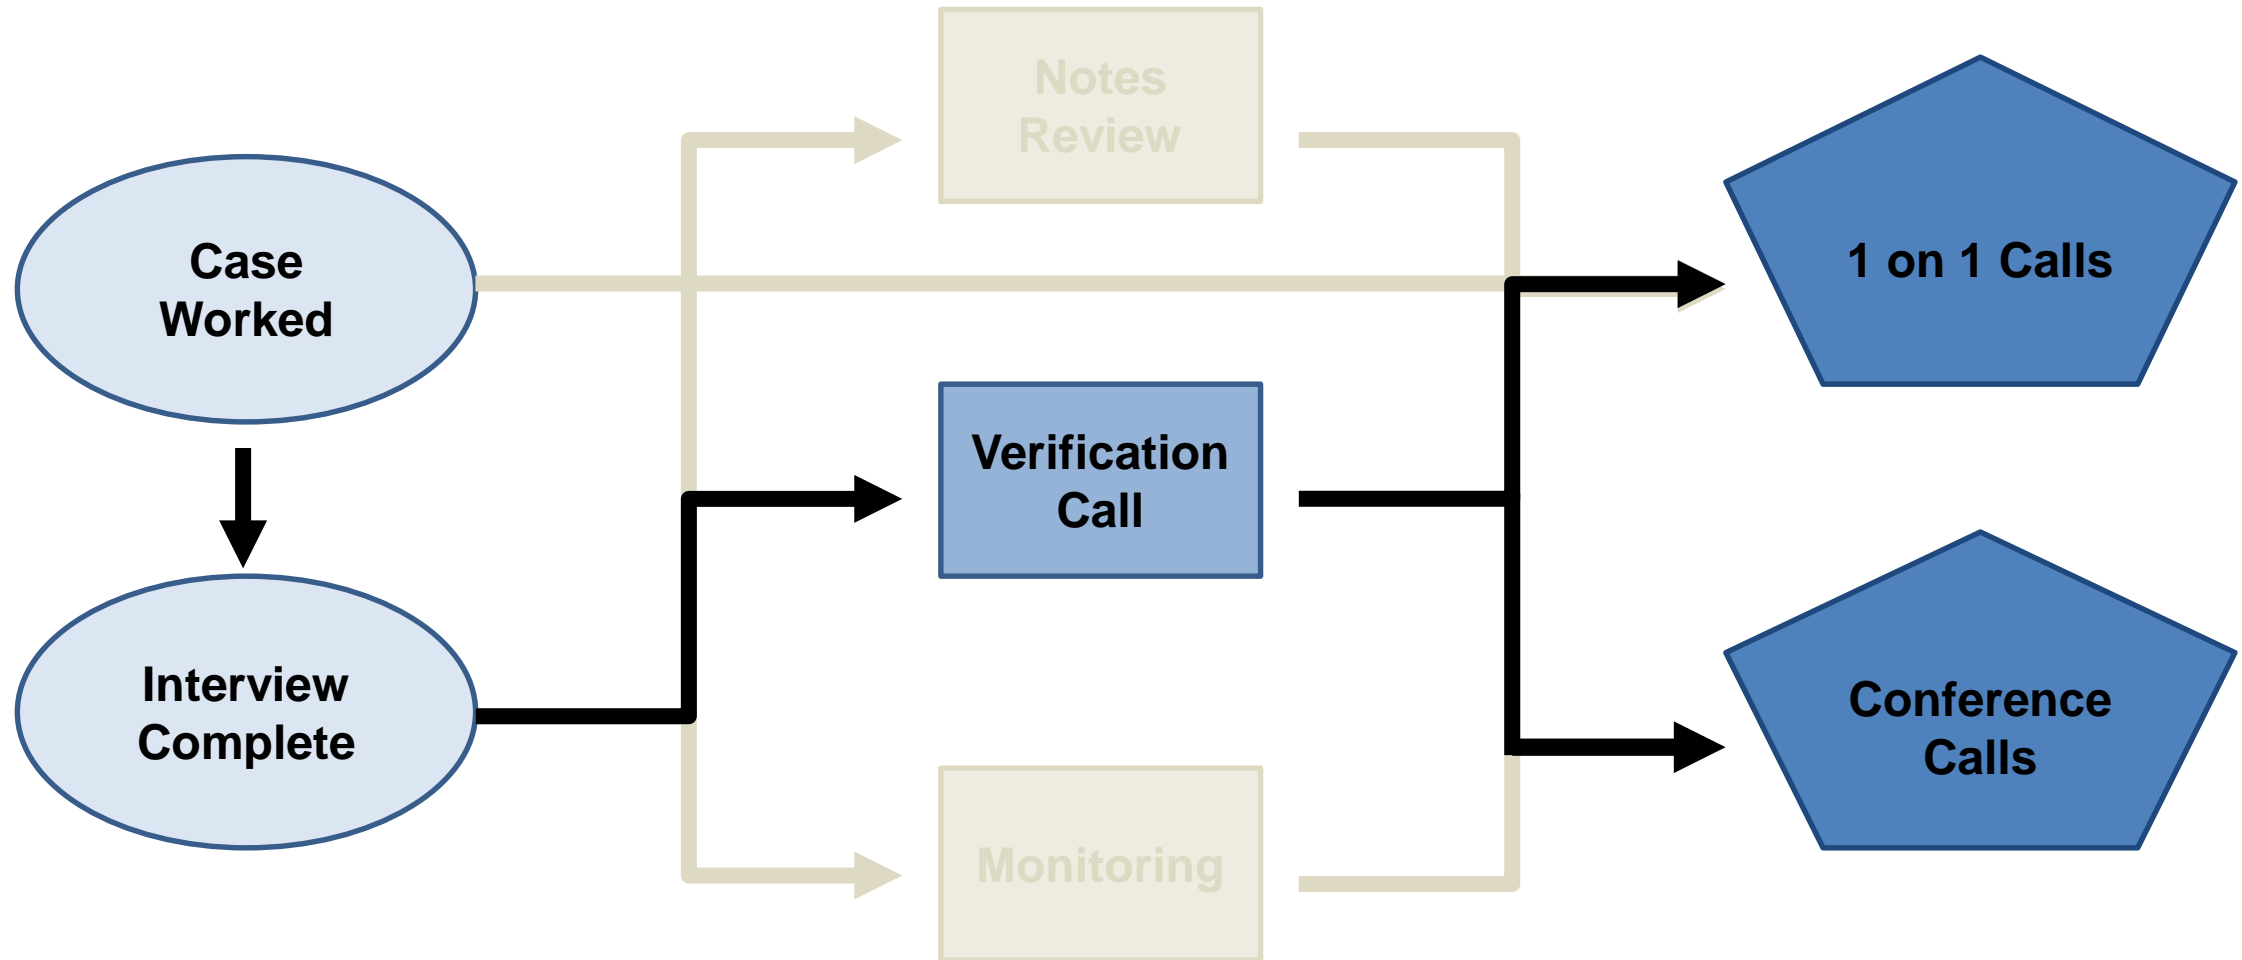 Notes
Review
Case
Worked
1 on 1 Calls
Verification
Call
Interview
Complete
Conference
Calls
Monitoring